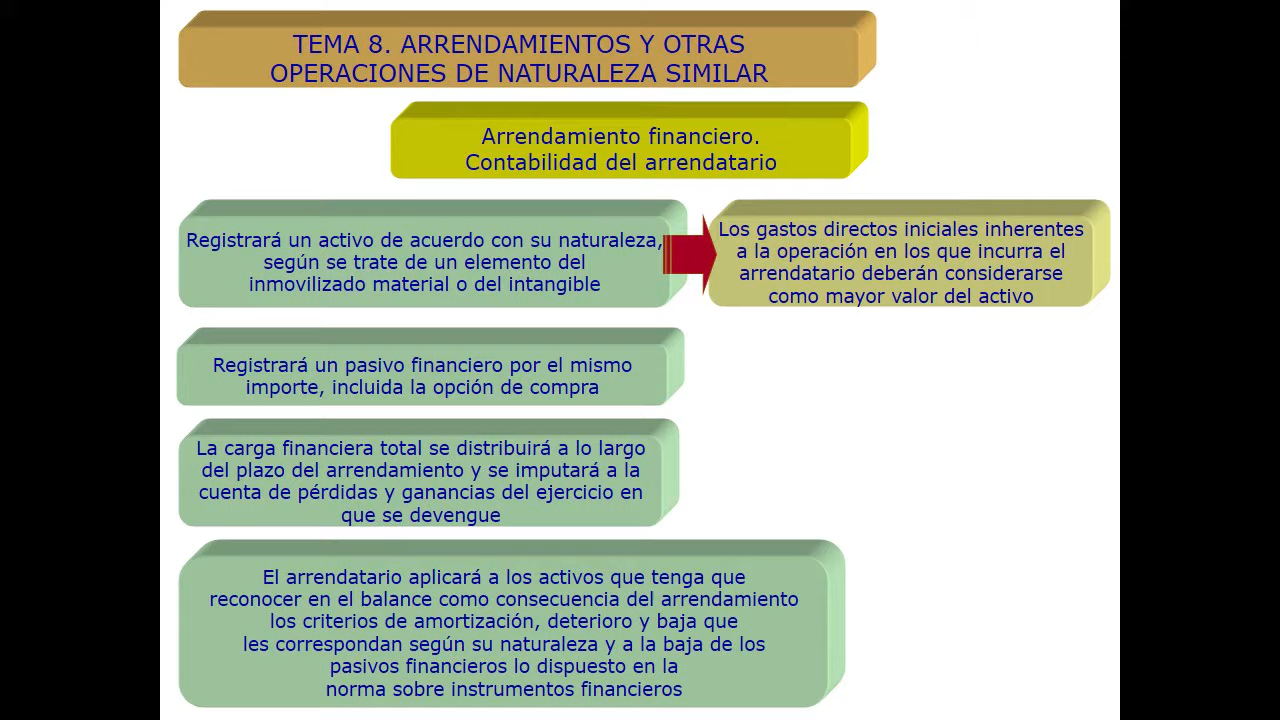 TEMA 8. ARRENDAMIENTOS Y OTRAS
OPERACIONES DE NATURALEZA SIMILAR
Arrendamiento financiero.
Contabilidad del arrendatario
Registrará un activo de acuerdo con su naturaleza,
según se trate de un elemento del
inmovilizado material o del intangible
Los gastos directos iniciales inherentes
a la operación en los que incurra el
arrendatario deberán considerarse
como mayor valor del activo
Registrará un pasivo financiero por el mismo
importe, incluida la opción de compra
La carga financiera total se distribuirá a lo largo
del plazo del arrendamiento y se imputará a la
cuenta de pérdidas y ganancias del ejercicio en
que se devengue
El arrendatario aplicará a los activos que tenga que
reconocer en el balance como consecuencia del arrendamiento
los criterios de amortización, deterioro y baja que
les correspondan según su naturaleza y a la baja de los
pasivos financieros lo dispuesto en la
norma sobre instrumentos financieros